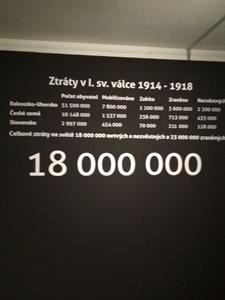 Ztráty v I. sv. válce 1914 - 1918
Počet obyvatel Mobilizováno Zabito Zraněno Nezvěstných
Rakousko-Uhersko 51 500 000 7 800 000 1 200 000 3 600 000 2 200 000
České země 10 148 000 1 537 000 236 000 713 000 433 000
Slovensko 2 997 000 454 000 70 000 211 000 128 000
Celkové ztráty na světě 18 000 000 mrtvých a nezvěstných a 23 000 000 zraněných
18 000 000